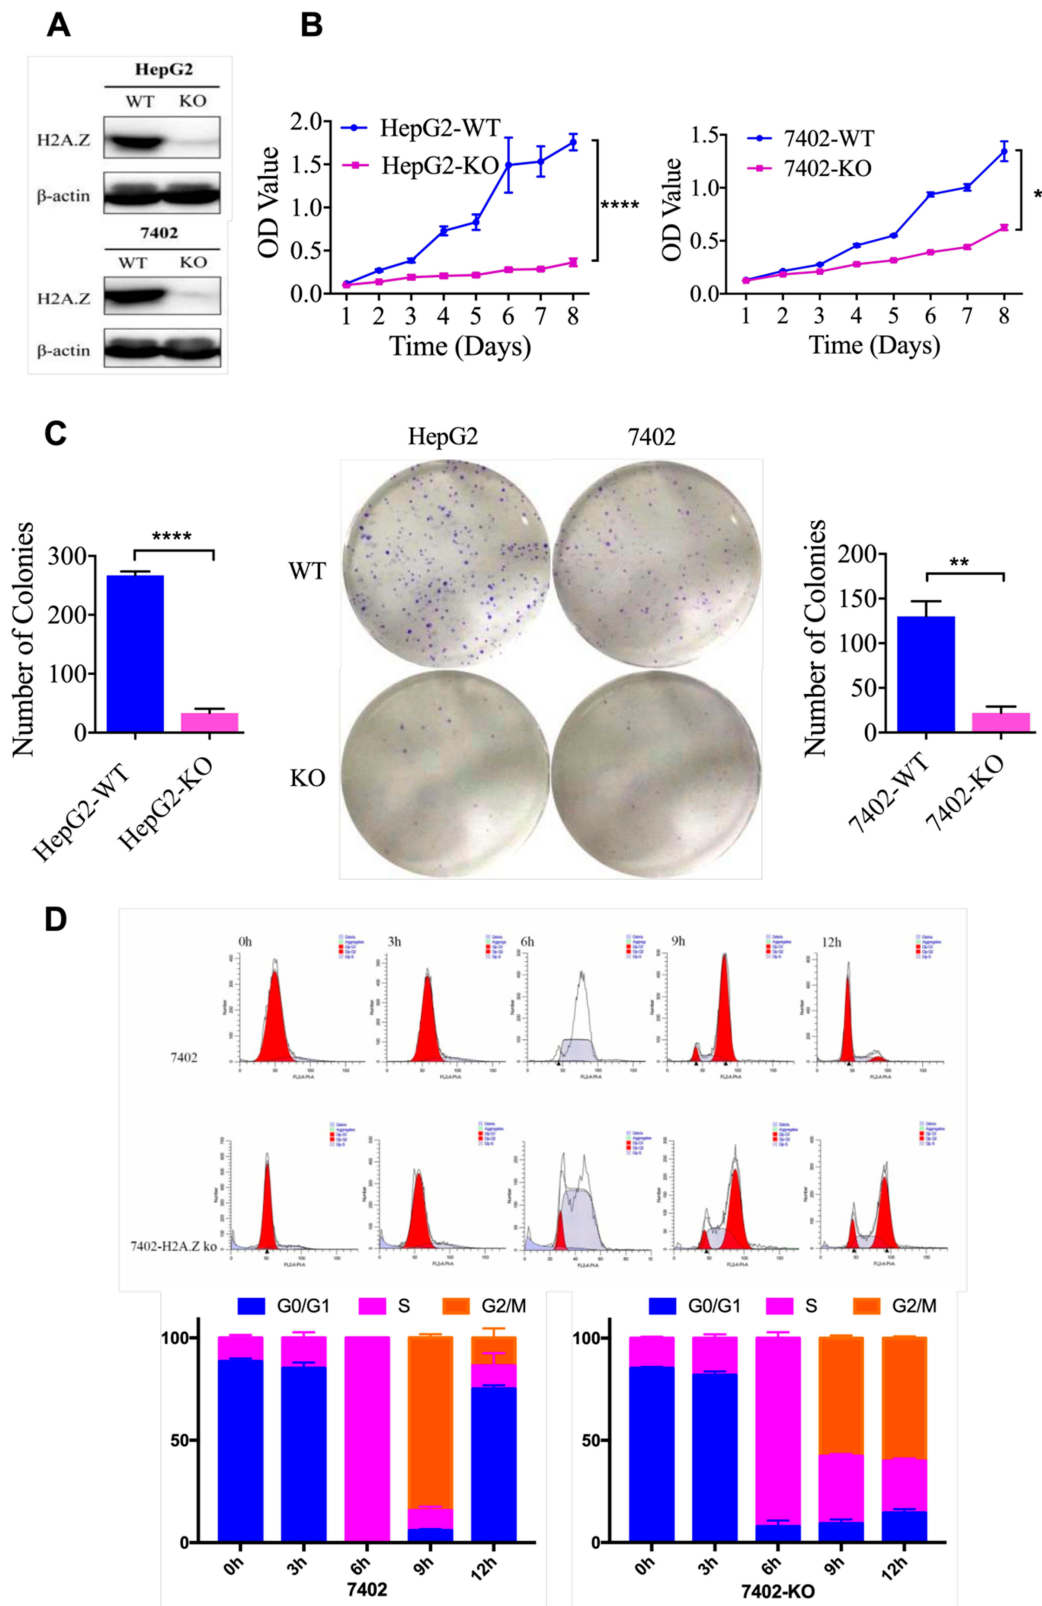 A
HepG2
WT KO
H2A.Z
β-actin
7402
WT KO
H2A.Z
β-actin
B
HepG2-WT
HepG2-KO
OD Value
2.0
1.5
1.0
0.5
0.0
****
1 2 3 4 5 6 7 8
Time (Days)
7402-WT
7402-KO
OD Value
1.5
1.0
0.5
0.0
*
1 2 3 4 5 6 7 8
Time (Days)
C
Number of Colonies
300
200
100
0
****
HepG2-WT
HepG2-KO
HepG2 7402
WT
KO
Number of Colonies
200
150
100
50
0
**
7402-WT
7402-KO
D
0h 3h 6h 9h 12h
7402
7402-H2A.Z ko
G0/G1 S G2/M
100
50
0
0h 3h 6h 9h 12h
7402
G0/G1 S G2/M
100
50
0
0h 3h 6h 9h 12h
7402-KO